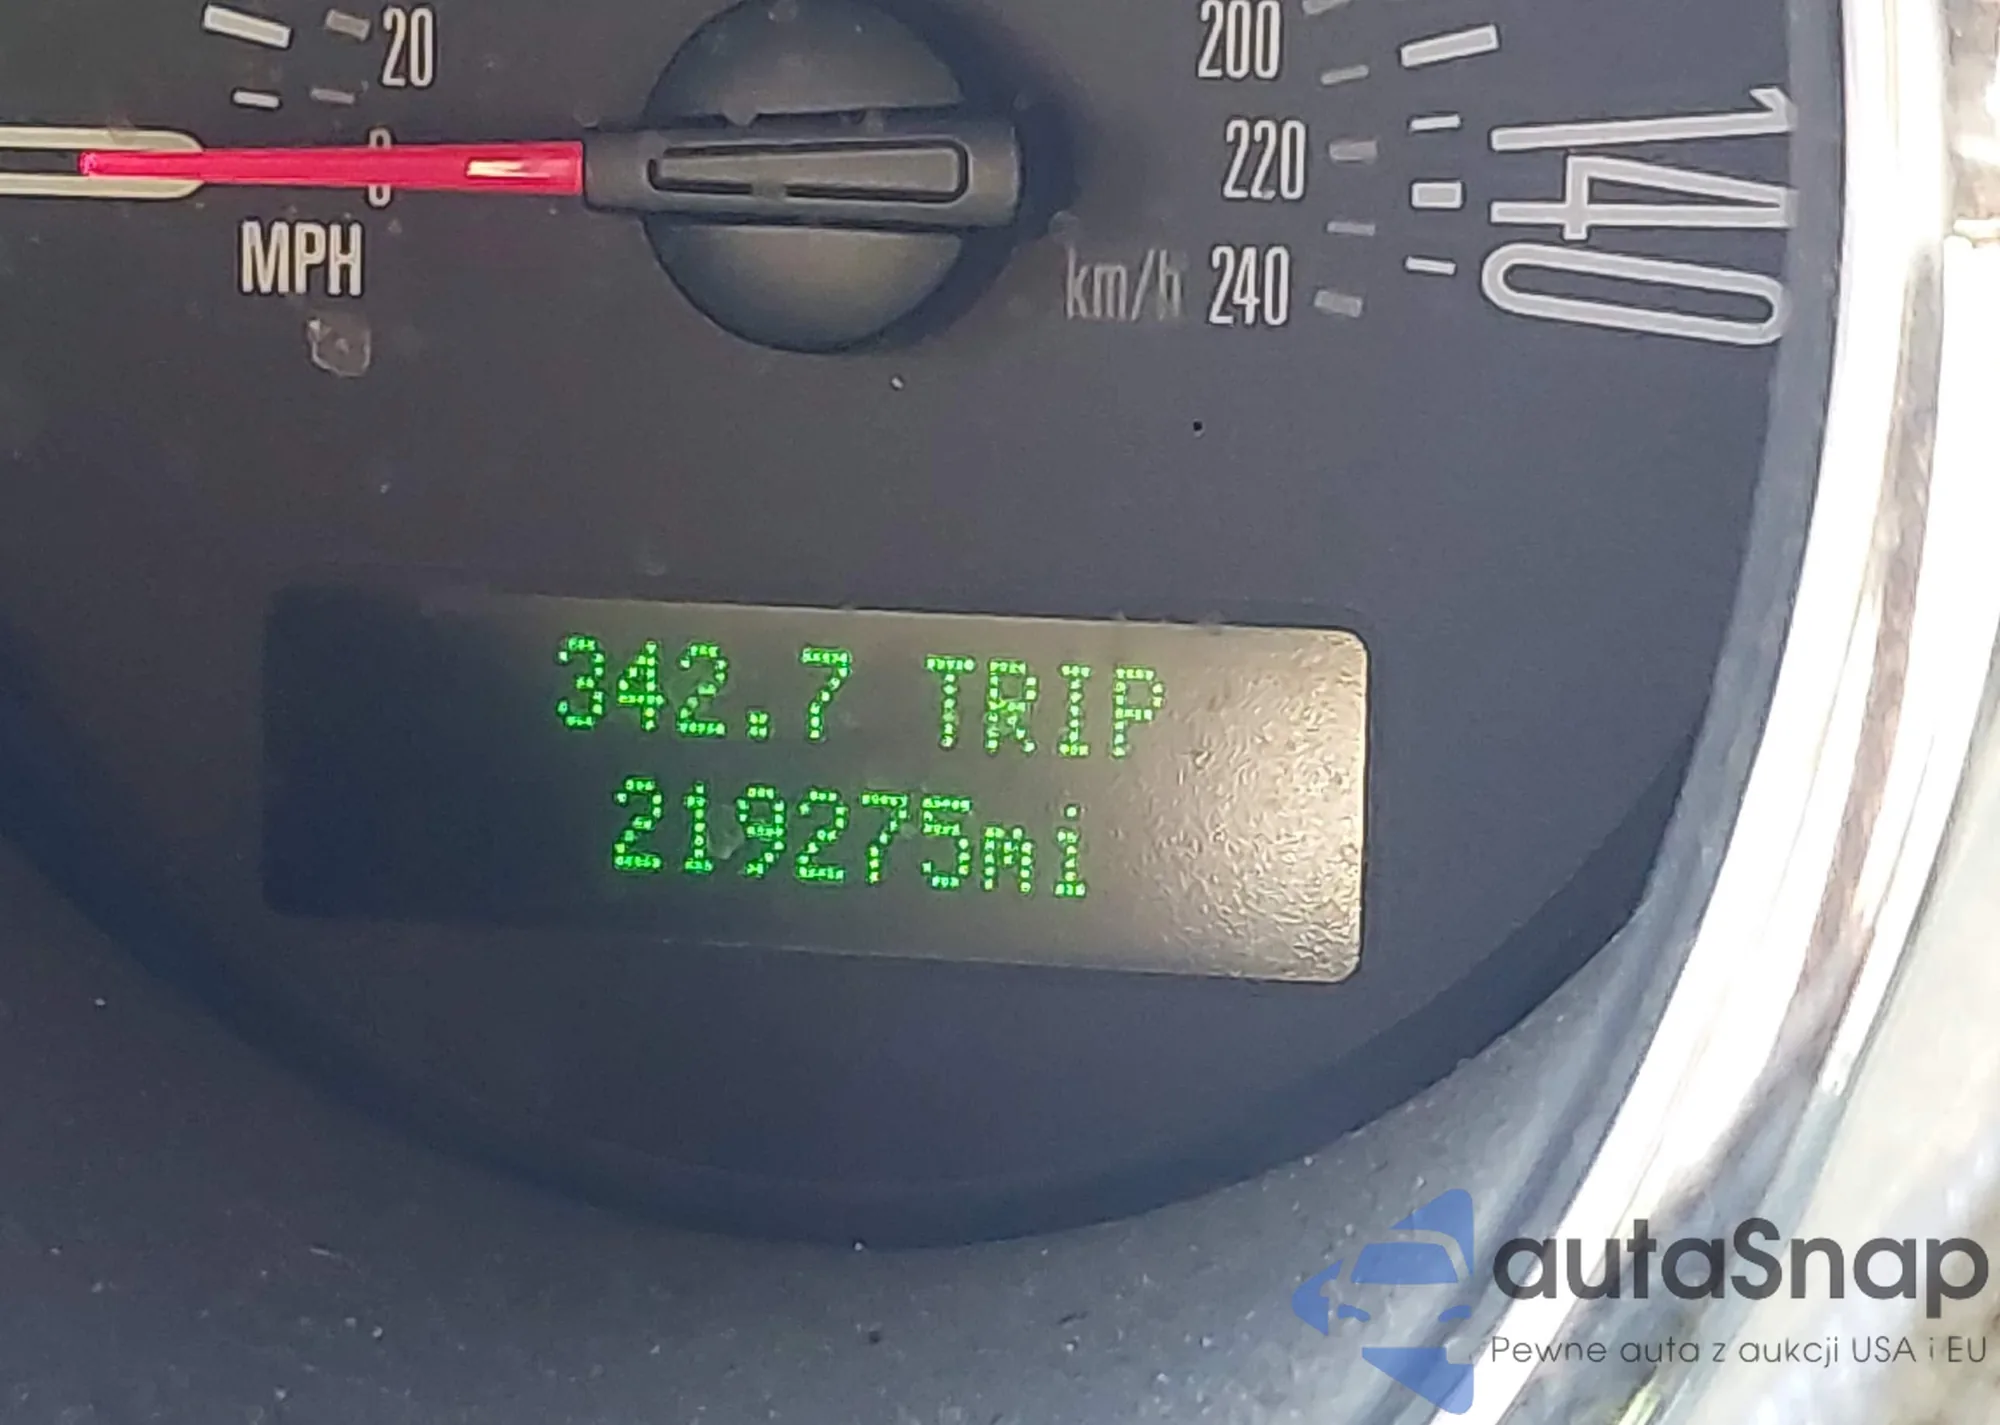 20
200
0
220
140
MPH
km/h 240
342.7 TRIP
219275mi
autaSnap
Pewne auta z aukcji USA i EU